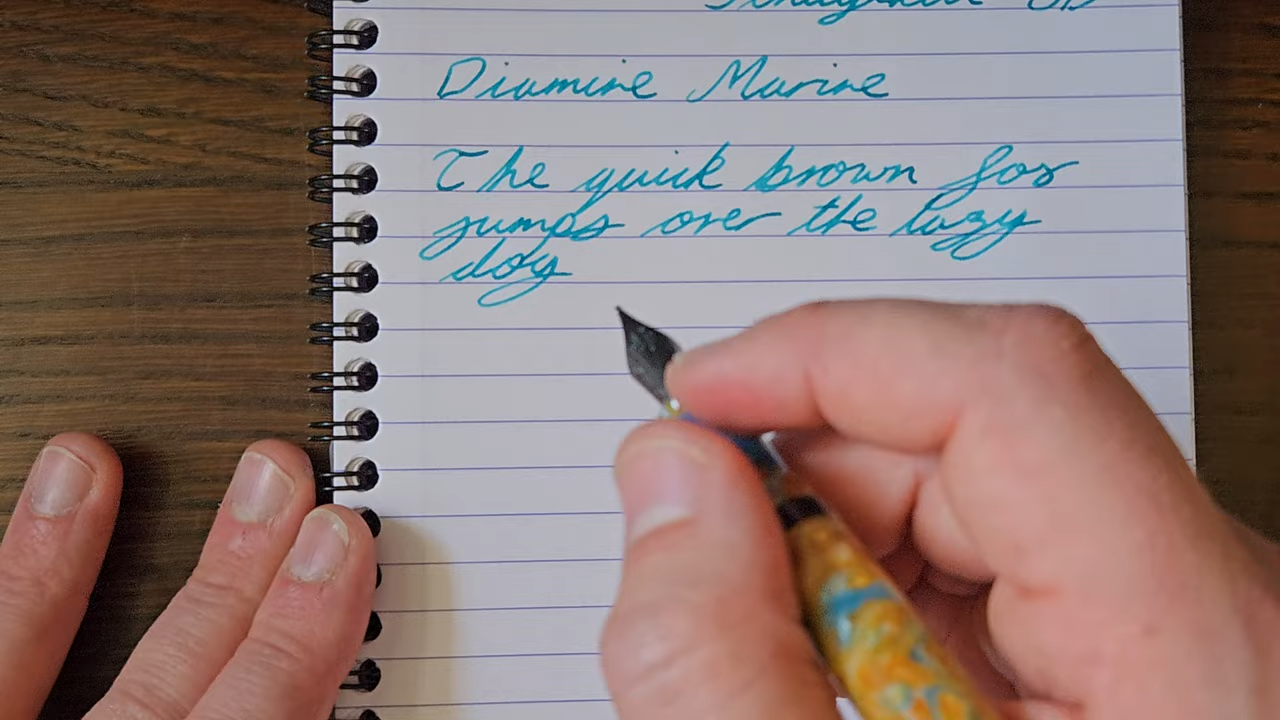 Diamine Marine
The quick brown fox
jumps over the lazy
dog